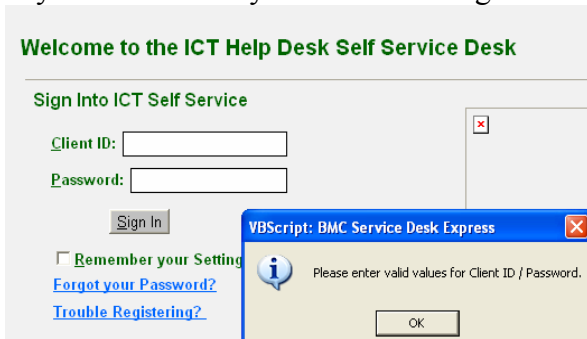 Welcome to the ICT Help Desk Self Service Desk
Sign Into ICT Self Service
Client ID:
Password:
Sign In
VBScript: BMC Service Desk Express
Please enter valid values for Client ID / Password.
OK
Remember your Setting
Forgot your Password?
Trouble Registering?